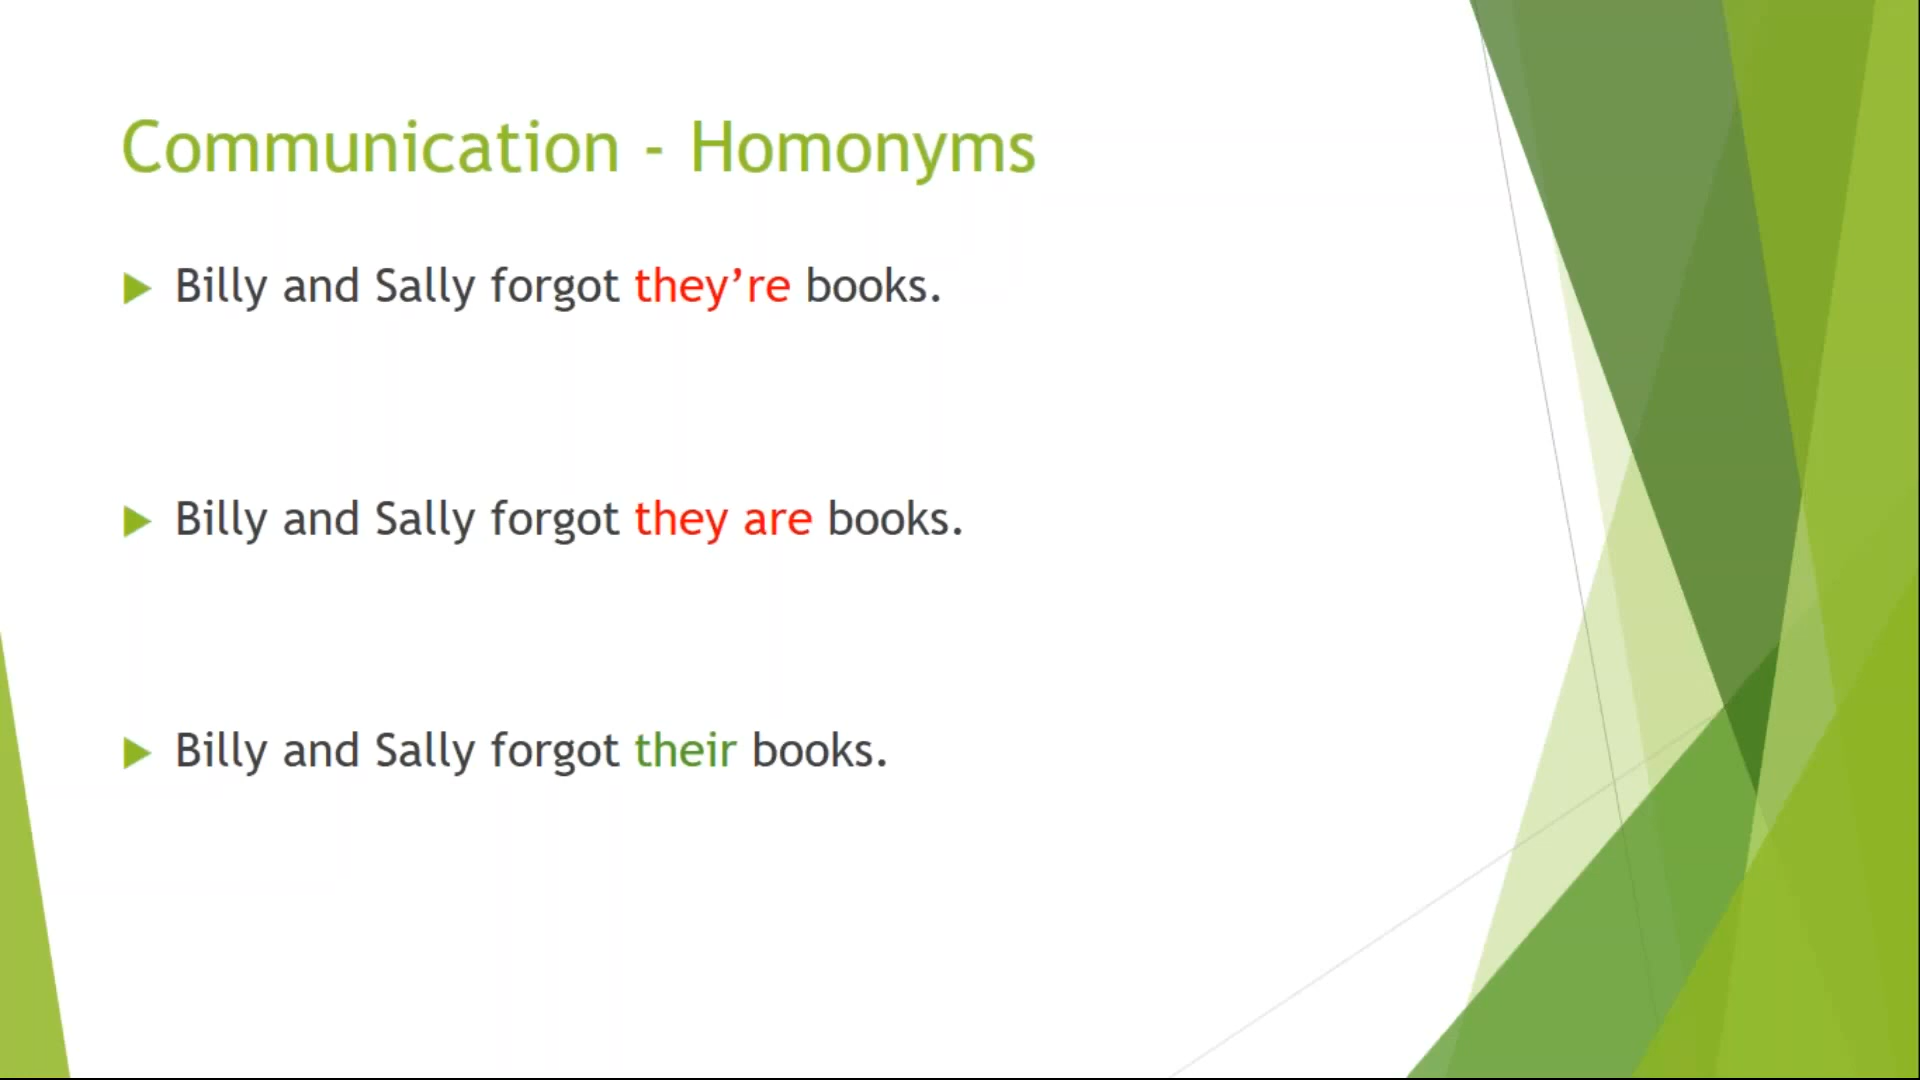 Communication - Homonyms
Billy and Sally forgot they’re books.
Billy and Sally forgot they are books.
Billy and Sally forgot their books.